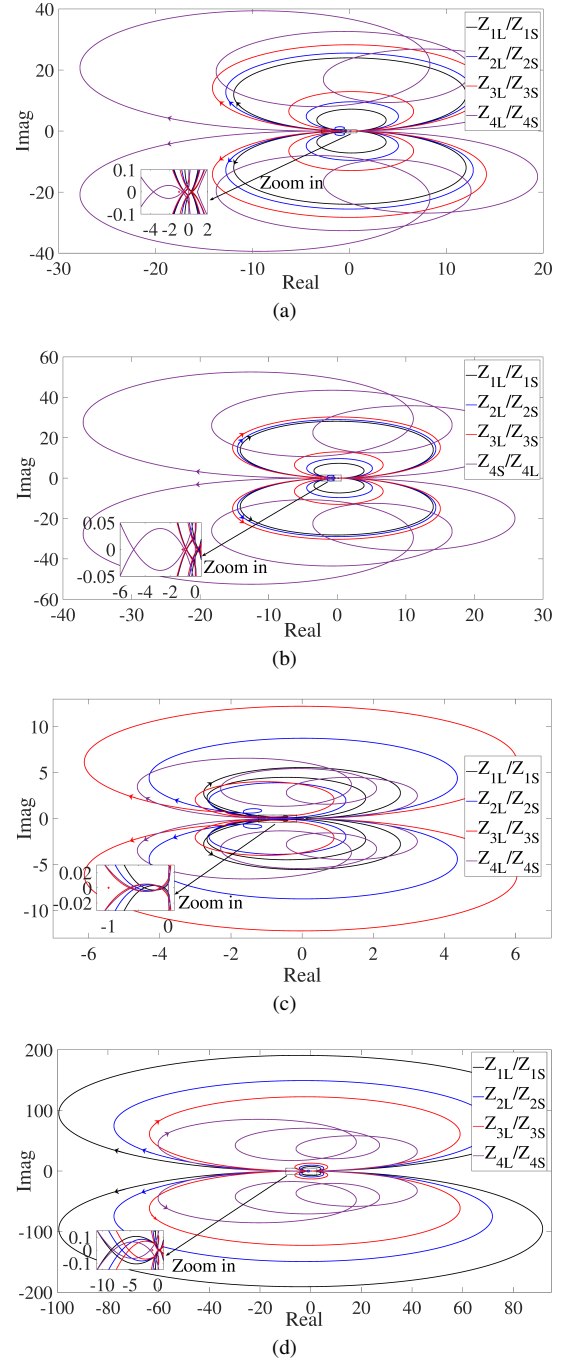 40
20
0
-20
-40
Imag
Z1L/Z1S
Z2L/Z2S
Z3L/Z3S
Z4L/Z4S
0.1
0
-0.1
-4 -2 0 2
Zoom in
-30 -20 -10 0 10 20
Real
(a)
60
40
20
0
-20
-40
-60
Imag
Z1L/Z1S
Z2L/Z2S
Z3L/Z3S
Z4S/Z4L
0.05
0
-0.05
-6 -4 -2 0
Zoom in
-40 -30 -20 -10 0 10 20 30
Real
(b)
10
5
0
-5
-10
Imag
Z1L/Z1S
Z2L/Z2S
Z3L/Z3S
Z4L/Z4S
0.02
0
-0.02
-1 0
Zoom in
-6 -4 -2 0 2 4 6
Real
(c)
200
100
0
-100
-200
Imag
Z1L/Z1S
Z2L/Z2S
Z3L/Z3S
Z4L/Z4S
0.1
0
-0.1
-10 -5 0
Zoom in
-100 -80 -60 -40 -20 0 20 40 60 80
Real
(d)